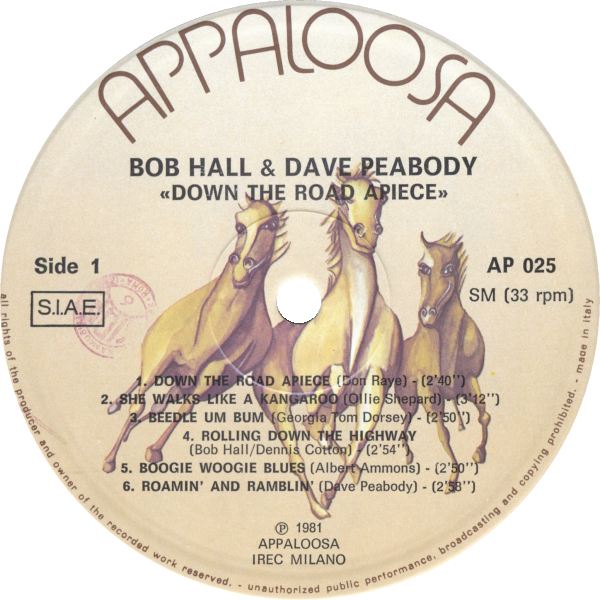 APPALOOSA
BOB HALL & DAVE PEABODY
«DOWN THE ROAD APIECE»
Side 1
AP 025
S.I.A.E.
SM (33 rpm)
1. DOWN THE ROAD APIECE (Don Raye) - (2'40'')
2. SHE WALKS LIKE A KANGAROO (Ollie Shepard) - (3'12'')
3. BEEDLE UM BUM (Georgia Tom Dorsey) - (2'50'')
4. ROLLING DOWN THE HIGHWAY
(Bob Hall/Dennis Cotton) - (2'54'')
5. BOOGIE WOOGIE BLUES (Albert Ammons) - (2'50'')
6. ROAMIN' AND RAMBLIN' (Dave Peabody) - (2'58'')
℗ 1981
APPALOOSA
IREC MILANO
all rights of the producer and owner of the recorded work reserved. - unauthorized public performance, broadcasting and copying prohibited. - made in italy